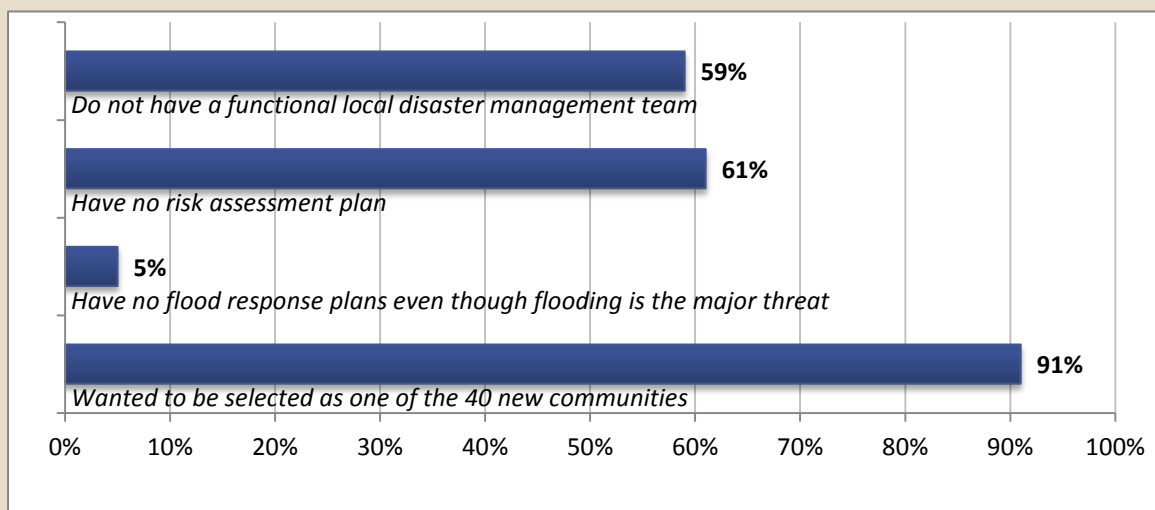 59%
Do not have a functional local disaster management team
61%
Have no risk assessment plan
5%
Have no flood response plans even though flooding is the major threat
91%
Wanted to be selected as one of the 40 new communities
0% 10% 20% 30% 40% 50% 60% 70% 80% 90% 100%